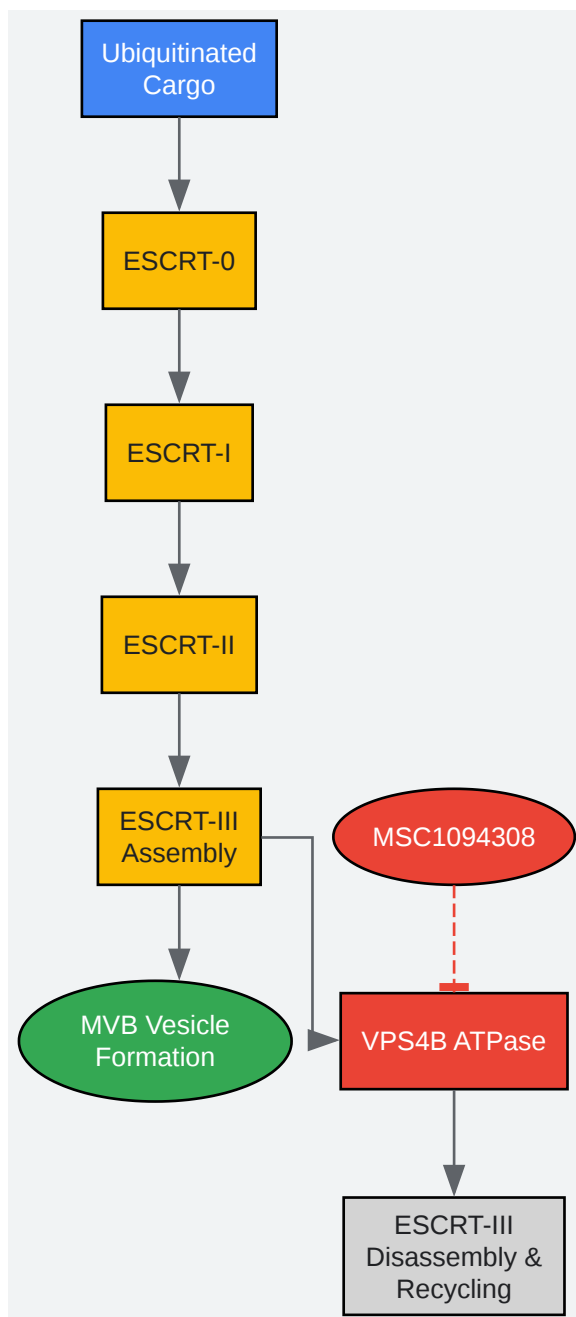 Ubiquitinated
Cargo
ESCRT-0
ESCRT-I
ESCRT-II
ESCRT-III
Assembly
MSC1094308
MVB Vesicle
Formation
VPS4B ATPase
ESCRT-III
Disassembly &
Recycling